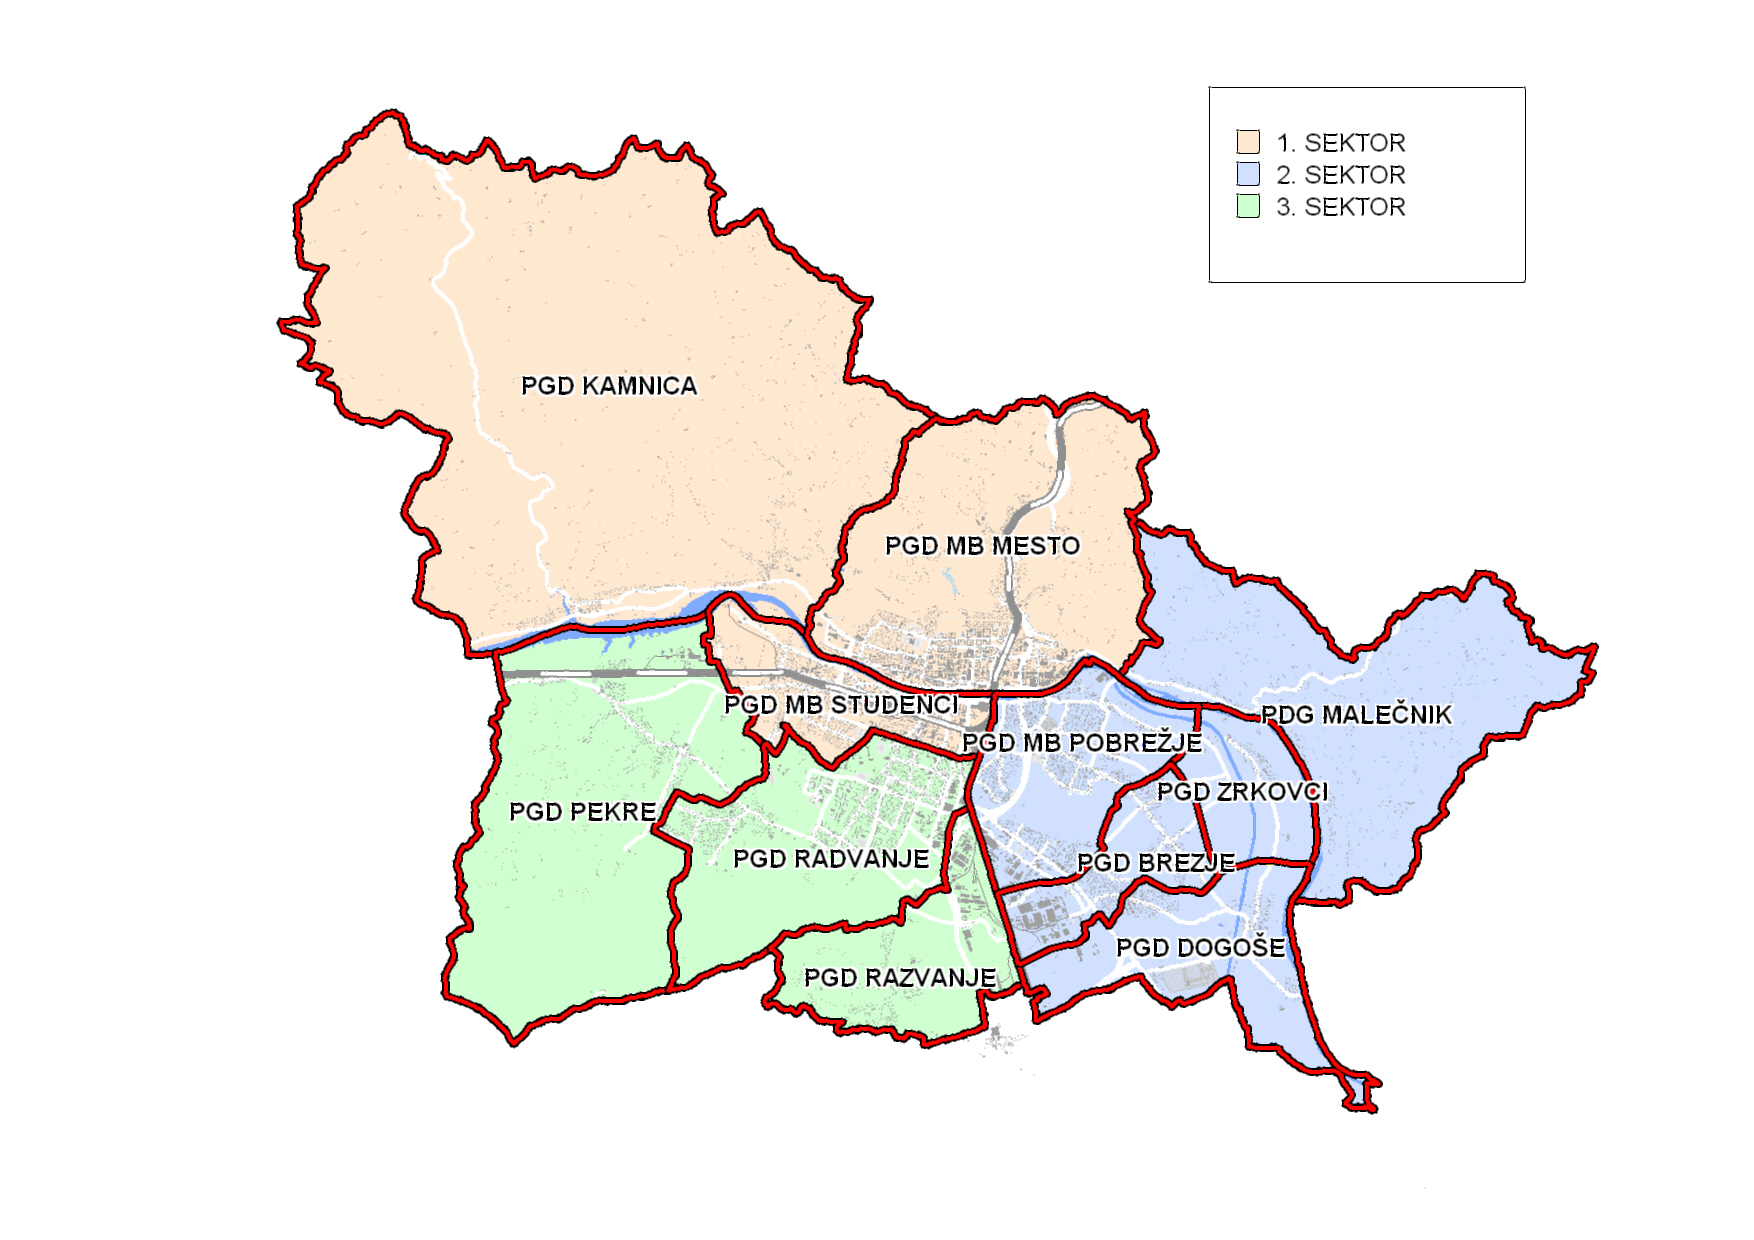 1. SEKTOR
2. SEKTOR
3. SEKTOR
PGD KAMNICA
PGD MB MESTO
PGD MB STUDENCI
PDG MALEČNIK
PGD MB POBREŽJE
PGD ZRKOVCI
PGD PEKRE
PGD RADVANJE
PGD BREZJE
PGD DOGOŠE
PGD RAZVANJE